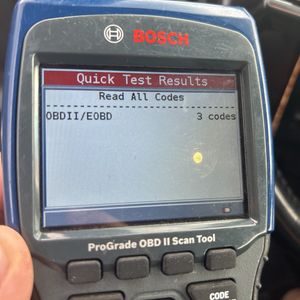 BOSCH
Quick Test Results
Read All Codes
OBDII/EOBD 3 codes
ProGrade OBD II Scan Tool
CODE